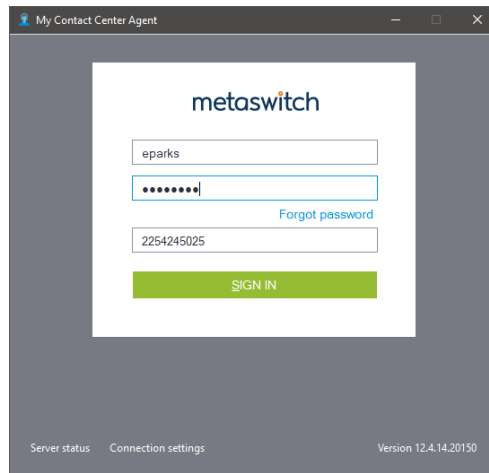 My Contact Center Agent
metaswitch
eparks
••••••••
Forgot password
2254245025
SIGN IN
Server status Connection settings Version 12.4.14.20150